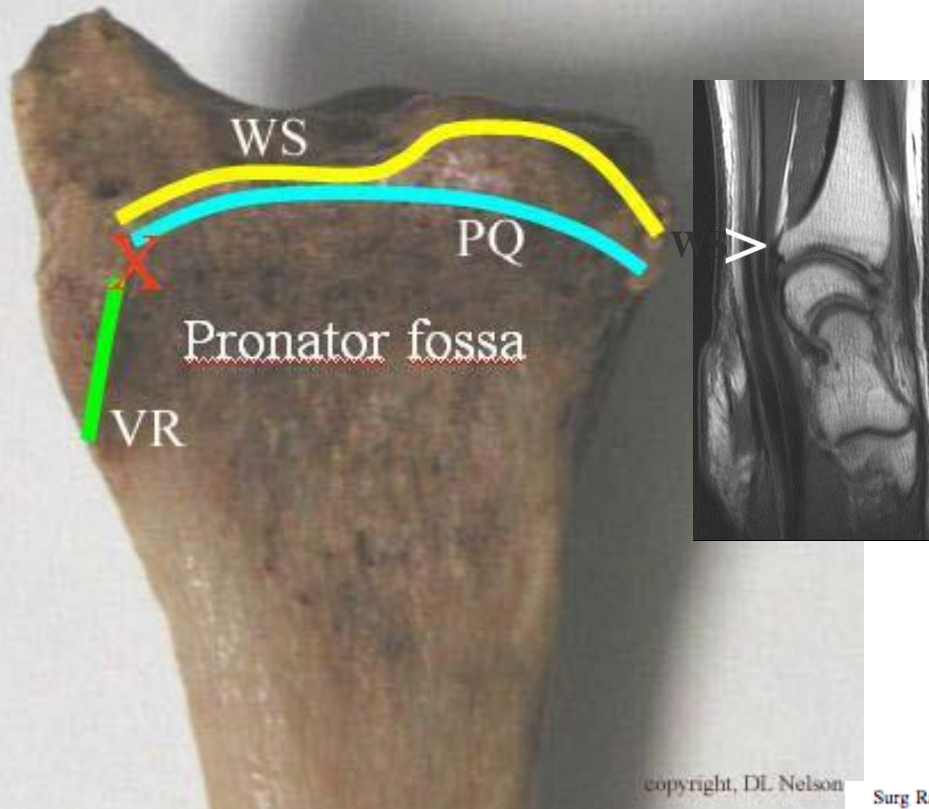 WS
PQ
WS >
X
Pronator fossa
VR
copyright, DL Nelson
Surg R